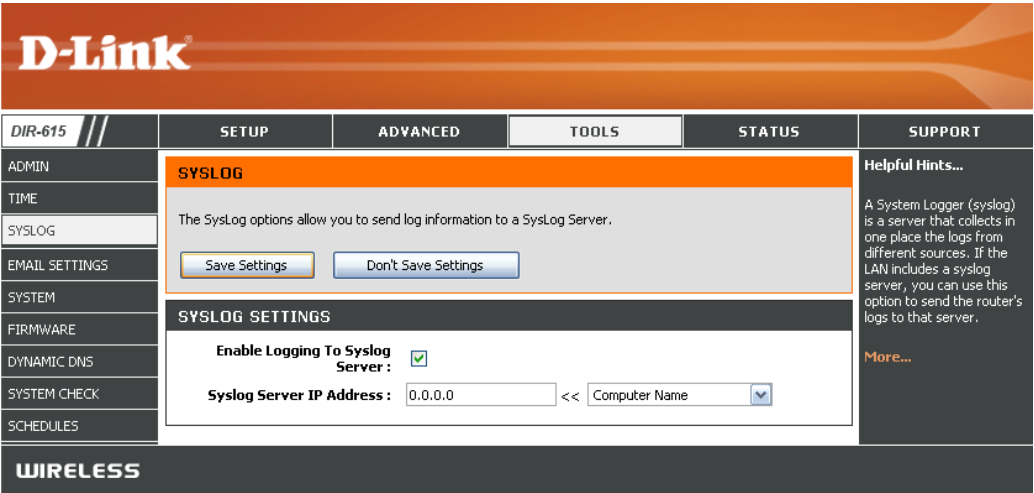 D-Link
DIR-615
SETUP
ADVANCED
TOOLS
STATUS
SUPPORT
ADMIN
TIME
SYSLOG
EMAIL SETTINGS
SYSTEM
FIRMWARE
DYNAMIC DNS
SYSTEM CHECK
SCHEDULES
SYSLOG
The SysLog options allow you to send log information to a SysLog Server.
Save Settings
Don't Save Settings
SYSLOG SETTINGS
Enable Logging To Syslog
Server :
Syslog Server IP Address :
0.0.0.0
<<
Computer Name
Helpful Hints...
A System Logger (syslog)
is a server that collects in
one place the logs from
different sources. If the
LAN includes a syslog
server, you can use this
option to send the router's
logs to that server.
More...
WIRELESS